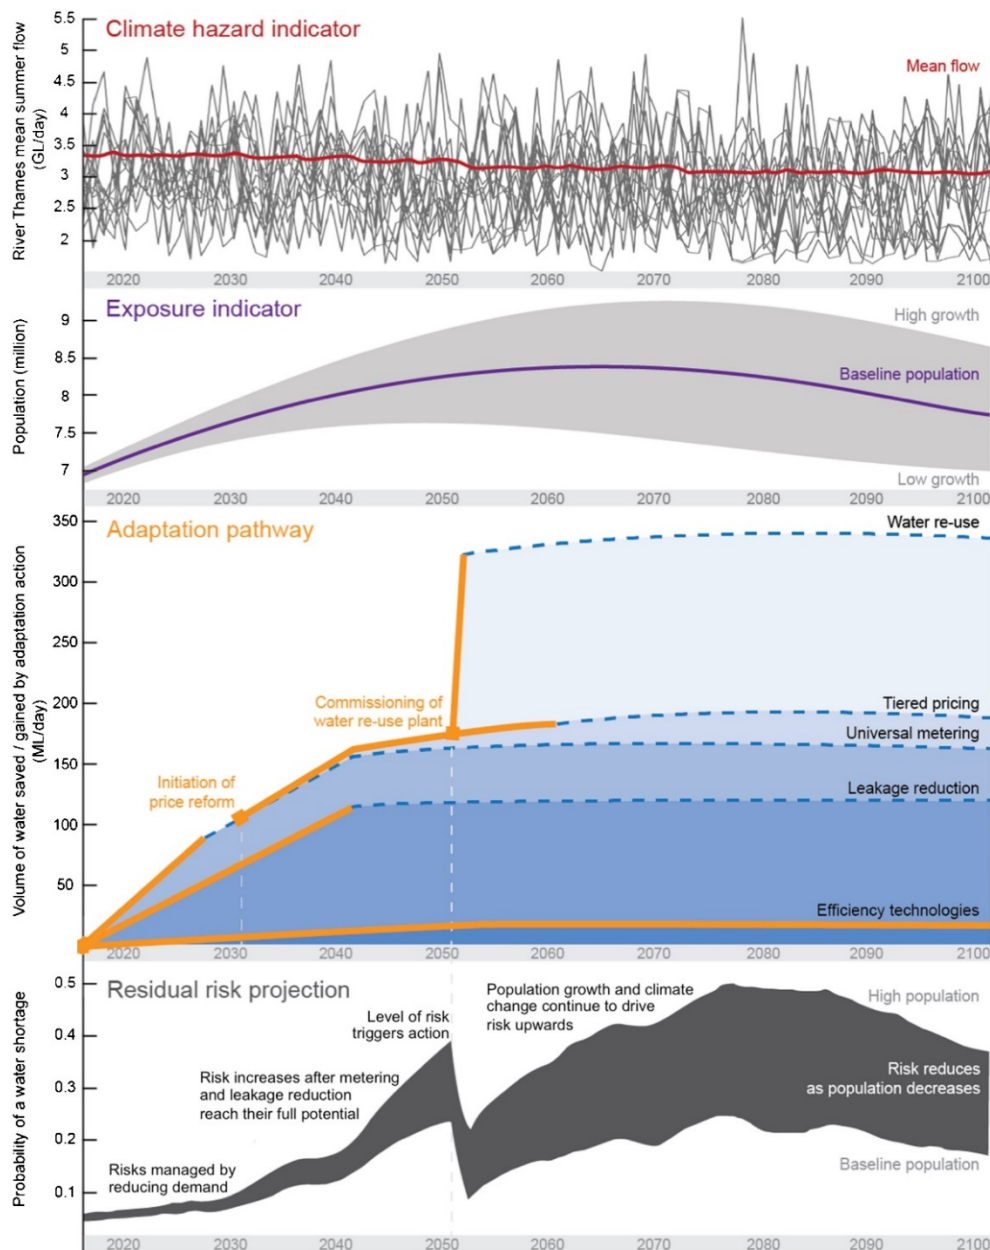 Climate hazard indicator
Mean flow
River Thames mean summer flow
(GL/day)
5.5
5
4.5
4
3.5
3
2.5
2
2020 2030 2040 2050 2060 2070 2080 2090 2100
Exposure indicator
High growth
Baseline population
Low growth
Population (million)
9
8.5
8
7.5
7
2020 2030 2040 2050 2060 2070 2080 2090 2100
Adaptation pathway
Water re-use
Commissioning of
water re-use plant
Tiered pricing
Universal metering
Initiation of
price reform
Leakage reduction
Efficiency technologies
Volume of water saved / gained by adaptation action
(ML/day)
350
300
250
200
150
100
50
2020 2030 2040 2050 2060 2070 2080 2090 2100
Residual risk projection
Population growth and climate
change continue to drive
risk upwards
High population
Level of risk
triggers action
Risk increases after metering
and leakage reduction
reach their full potential
Risk reduces
as population decreases
Risks managed by
reducing demand
Baseline population
Probability of a water shortage
0.5
0.4
0.3
0.2
0.1
2020 2030 2040 2050 2060 2070 2080 2090 2100